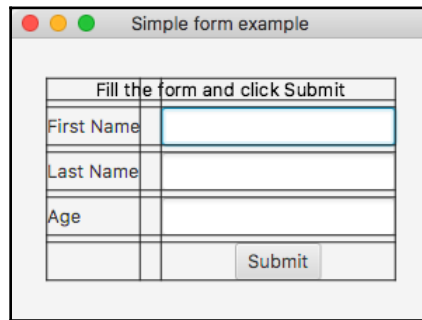 Simple form example
Fill the form and click Submit
First Name
Last Name
Age
Submit